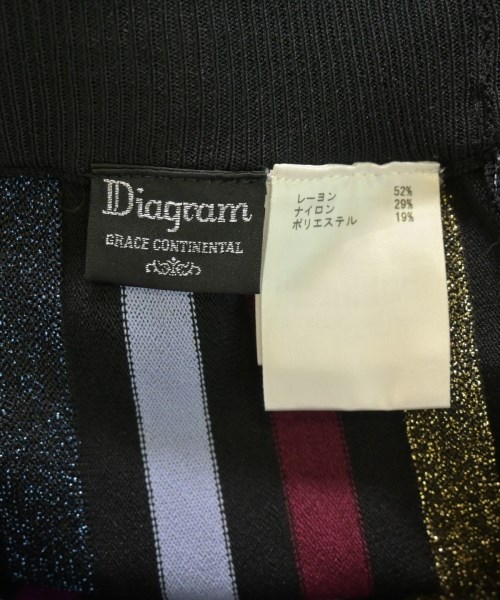 Diagram
GRACE CONTINENTAL
レーヨン 52%
ナイロン 29%
ポリエステル 19%